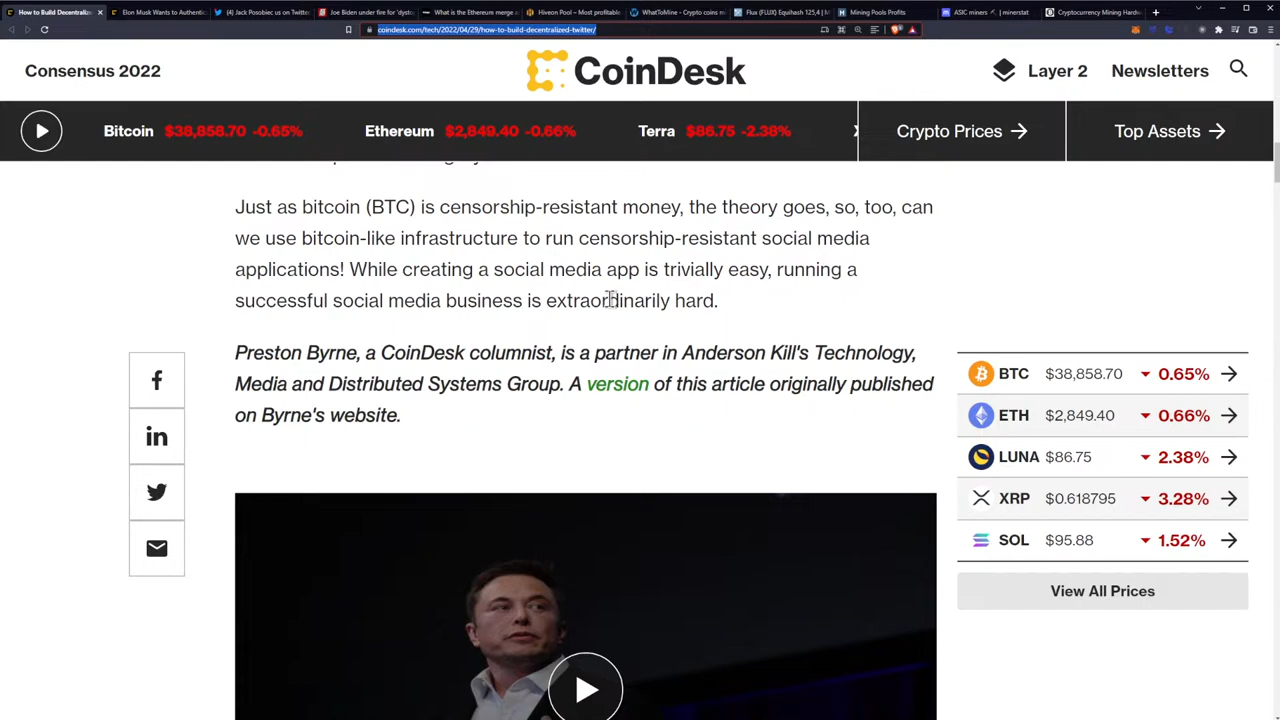 How to Build Decentraliz
Elon Musk Wants to Authentic
(4) Jack Posobiec us on Twitter
Joe Biden under fire for 'dysto
What is the Ethereum merge a
Hiveon Pool – Most profitable
WhatToMine - Crypto coins m
Flux (FLUX) Equihash 125,4 | M
Mining Pools Profits
ASIC miners ⛏ | minerstat
Cryptocurrency Mining Hardw
coindesk.com/tech/2022/04/29/how-to-build-decentralized-twitter/
Consensus 2022
CoinDesk
Layer 2
Newsletters
Bitcoin $38,858.70 -0.65%
Ethereum $2,849.40 -0.66%
Terra $86.75 -2.38%
Crypto Prices →
Top Assets →
Just as bitcoin (BTC) is censorship-resistant money, the theory goes, so, too, can
we use bitcoin-like infrastructure to run censorship-resistant social media
applications! While creating a social media app is trivially easy, running a
successful social media business is extraordinarily hard.
Preston Byrne, a CoinDesk columnist, is a partner in Anderson Kill's Technology,
Media and Distributed Systems Group. A version of this article originally published
on Byrne's website.
BTC $38,858.70 0.65% →
ETH $2,849.40 0.66% →
LUNA $86.75 2.38% →
XRP $0.618795 3.28% →
SOL $95.88 1.52% →
View All Prices